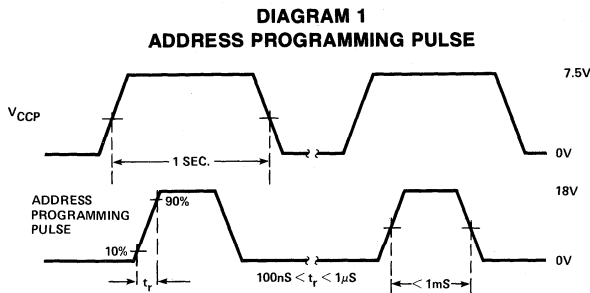 DIAGRAM 1
ADDRESS PROGRAMMING PULSE
7.5V
VCCP
0V
1 SEC.
18V
ADDRESS
PROGRAMMING
PULSE
90%
10%
0V
tr
100nS < tr < 1µS
< 1mS